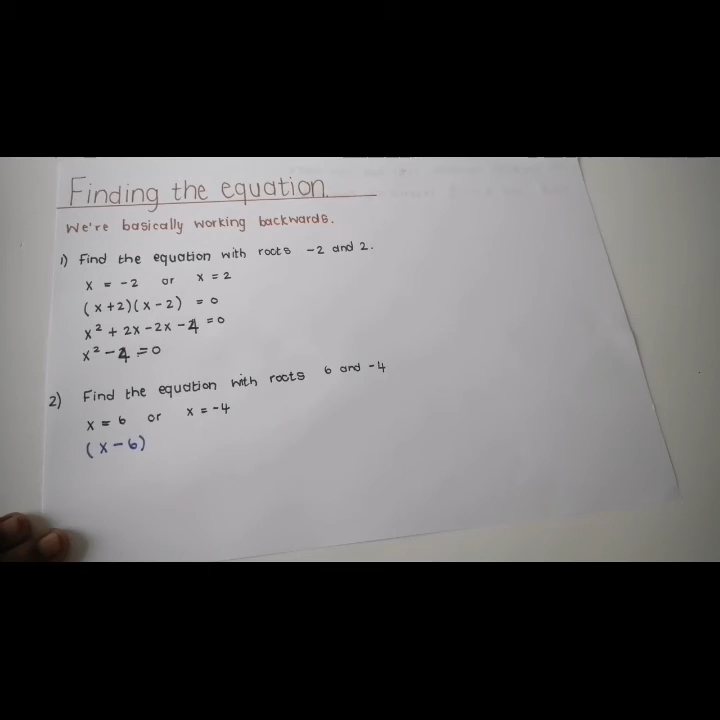 Finding the equation
We're basically working backwards.
1) Find the equation with roots -2 and 2.
x = -2 or x = 2
(x+2)(x-2) = 0
x² + 2x - 2x - 4 = 0
x² - 4 = 0
2) Find the equation with roots 6 and -4
x = 6 or x = -4
(x-6)